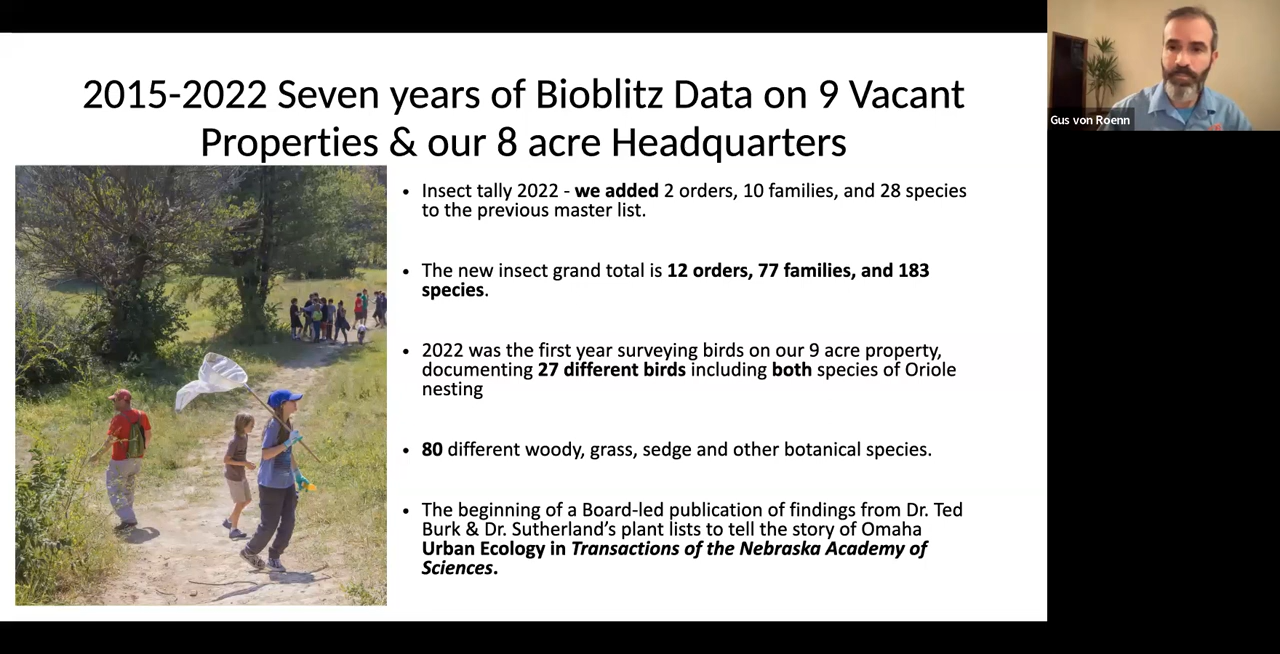 2015-2022 Seven years of Bioblitz Data on 9 Vacant
Properties & our 8 acre Headquarters
• Insect tally 2022 - we added 2 orders, 10 families, and 28 species
to the previous master list.
• The new insect grand total is 12 orders, 77 families, and 183
species.
• 2022 was the first year surveying birds on our 9 acre property,
documenting 27 different birds including both species of Oriole
nesting
• 80 different woody, grass, sedge and other botanical species.
• The beginning of a Board-led publication of findings from Dr. Ted
Burk & Dr. Sutherland's plant lists to tell the story of Omaha
Urban Ecology in Transactions of the Nebraska Academy of
Sciences.
Gus von Roenn